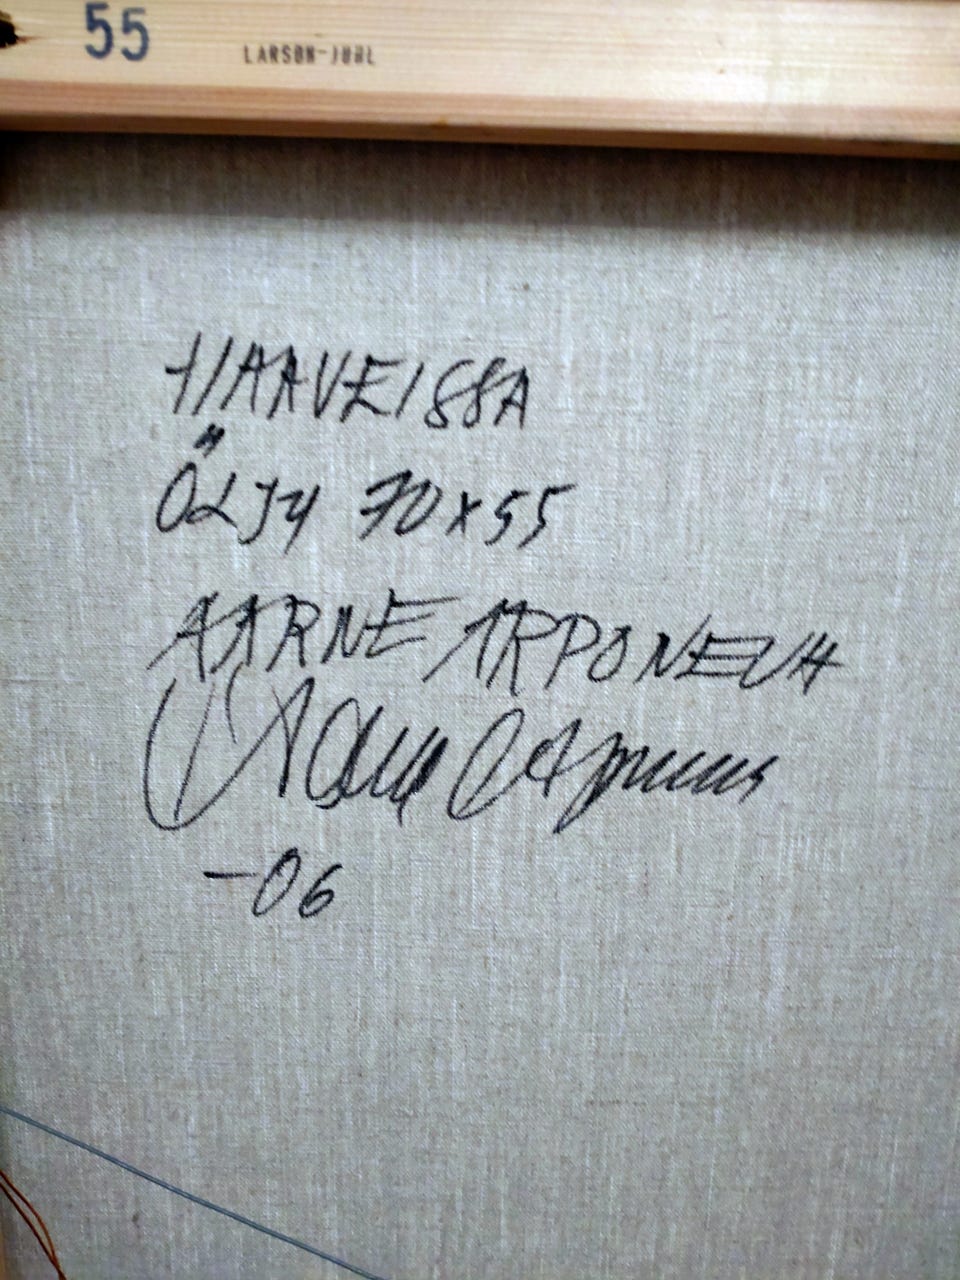 55 LARSON-JUHL
HAAVEISSA
ÖLJY 70x55
AARNE ARPONEN
-06